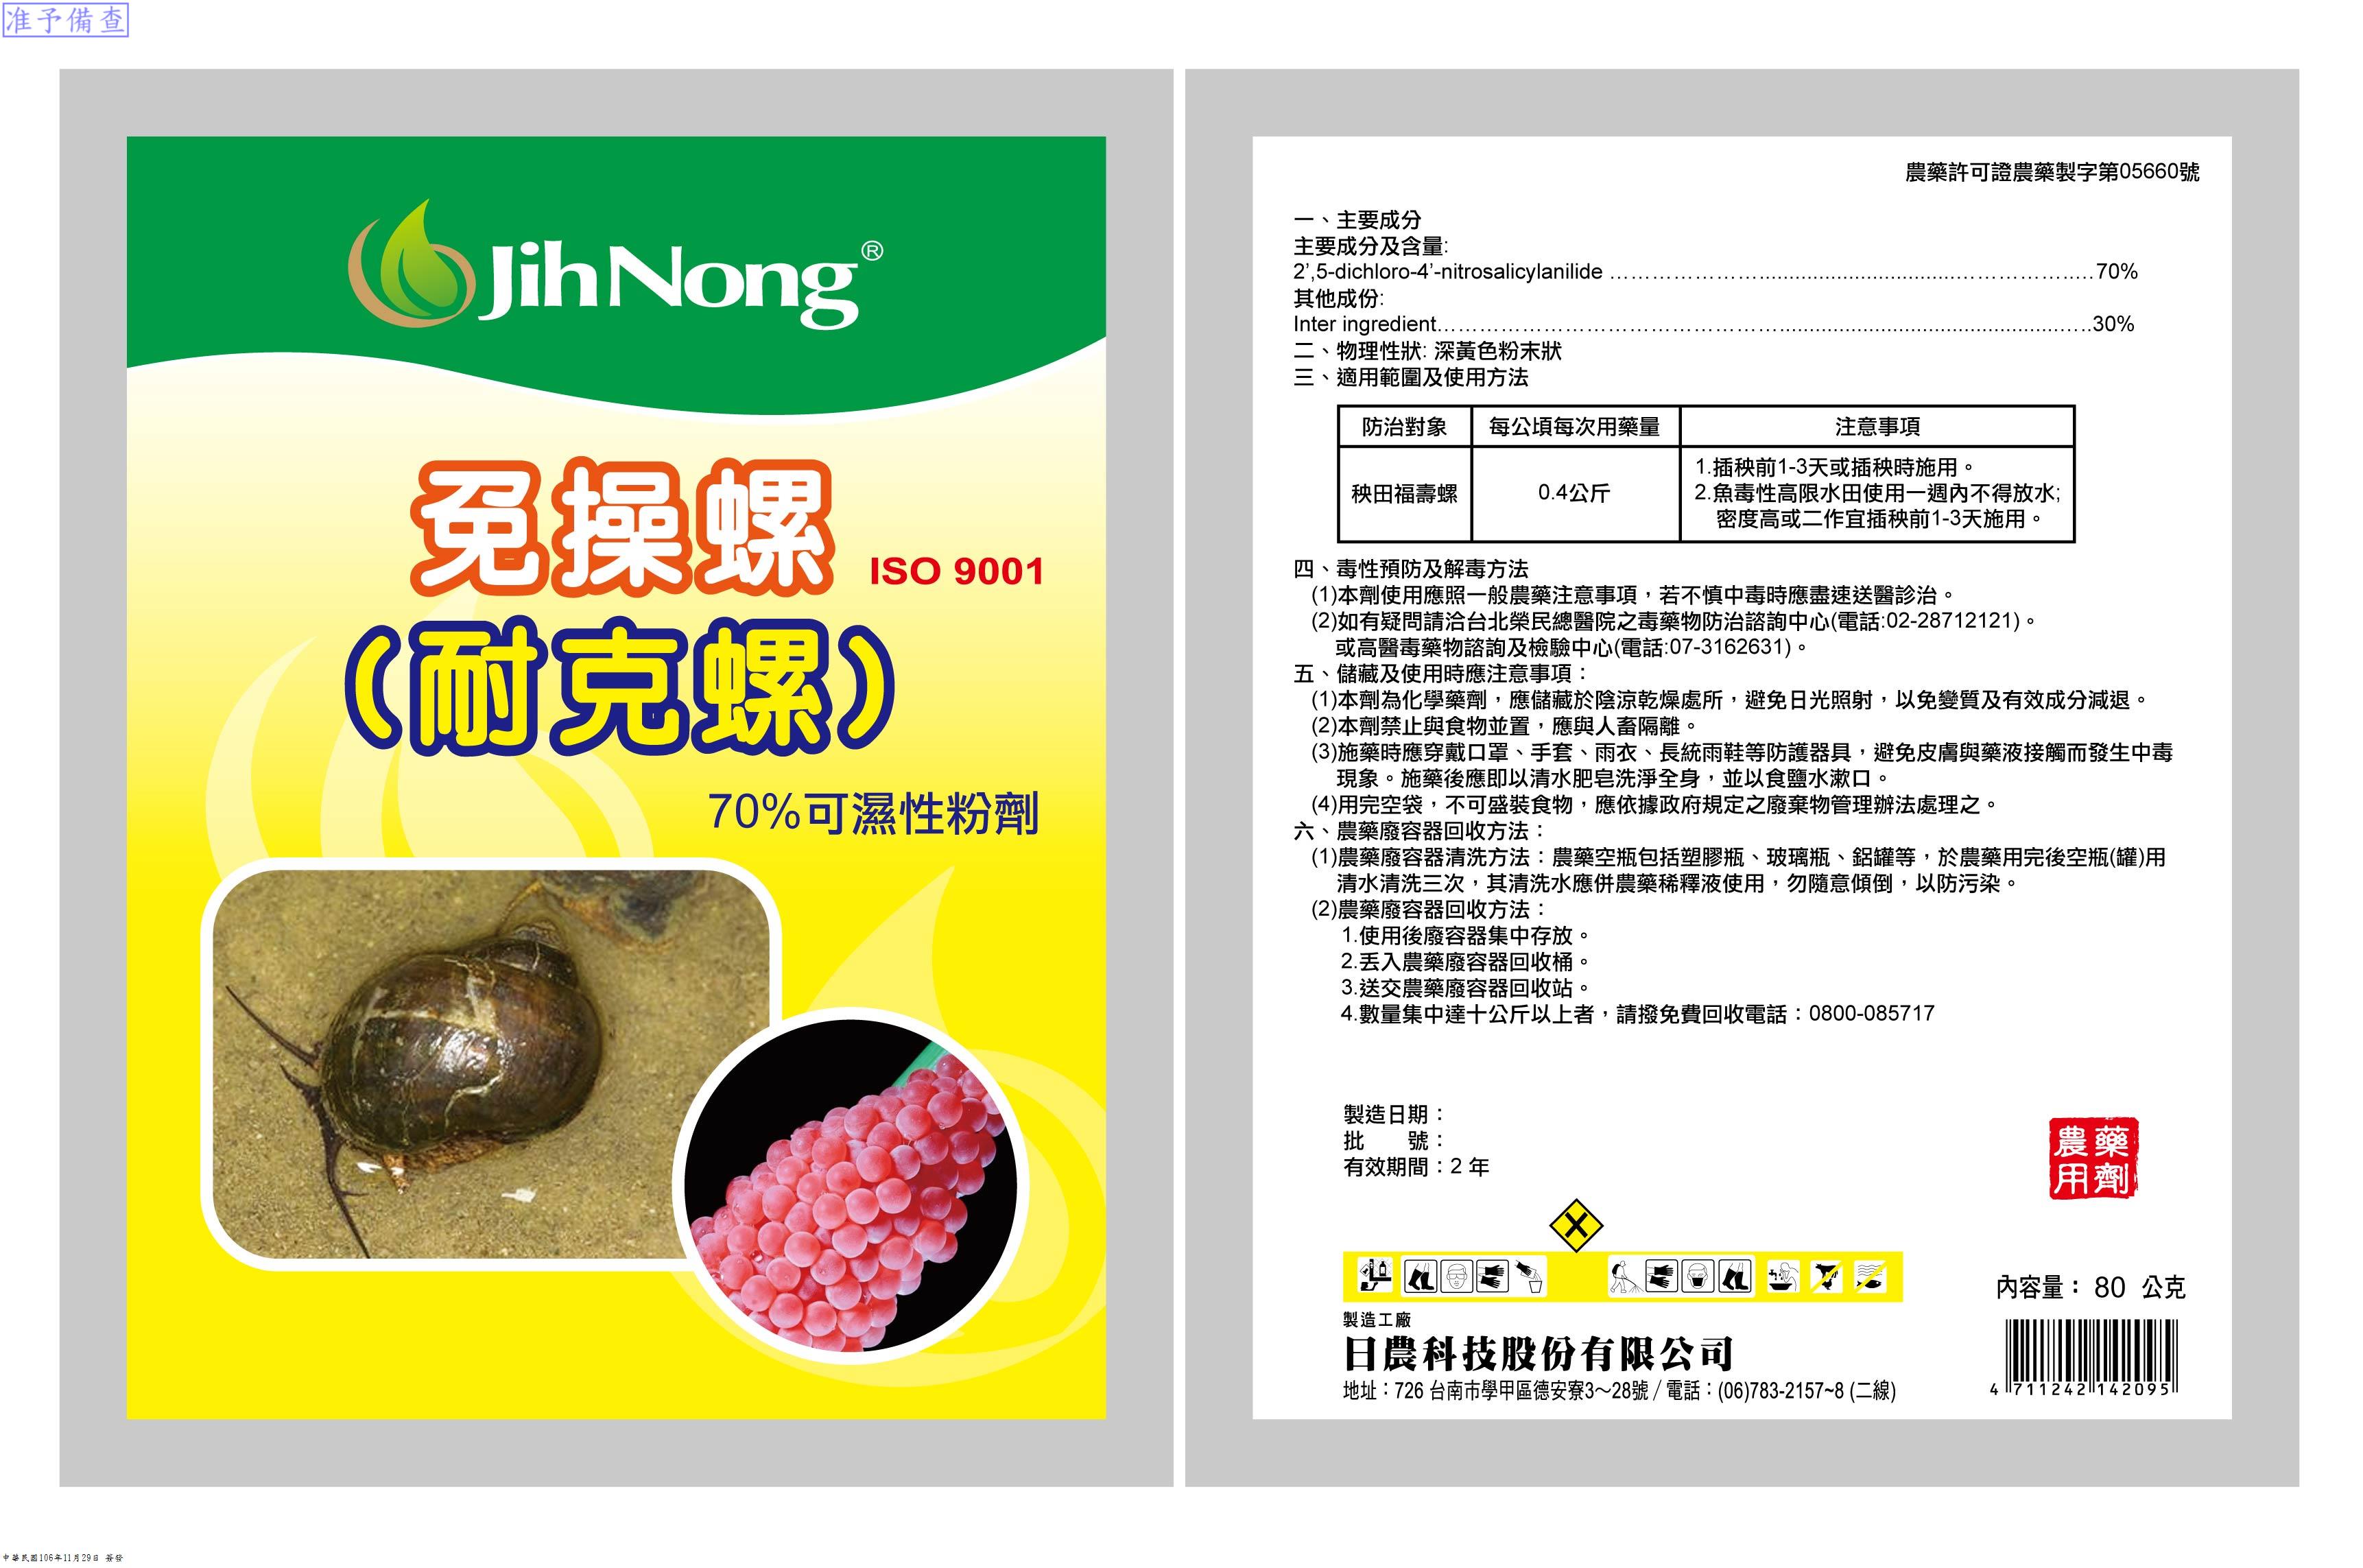 准予備查
JihNong®
免操螺
ISO 9001
(耐克螺)
70%可濕性粉劑
農藥許可證農藥製字第05660號
一、主要成分
主要成分及含量:
2’,5-dichloro-4’-nitrosalicylanilide ……………………………………………………70%
其他成份:
Inter ingredient……………………………………………………………………30%
二、物理性狀: 深黃色粉末狀
三、適用範圍及使用方法
防治對象 每公頃每次用藥量 注意事項
秧田福壽螺 0.4公斤 1.插秧前1-3天或插秧時施用。
2.魚毒性高限水田使用一週內不得放水;
密度高或二作宜插秧前1-3天施用。
四、毒性預防及解毒方法
(1)本劑使用應照一般農藥注意事項，若不慎中毒時應盡速送醫診治。
(2)如有疑問請洽台北榮民總醫院之毒藥物防治諮詢中心(電話:02-28712121)。
或高醫毒藥物諮詢及檢驗中心(電話:07-3162631)。
五、儲藏及使用時應注意事項：
(1)本劑為化學藥劑，應儲藏於陰涼乾燥處所，避免日光照射，以免變質及有效成分減退。
(2)本劑禁止與食物並置，應與人畜隔離。
(3)施藥時應穿戴口罩、手套、雨衣、長統雨鞋等防護器具，避免皮膚與藥液接觸而發生中毒
現象。施藥後應即以清水肥皂洗淨全身，並以食鹽水漱口。
(4)用完空袋，不可盛裝食物，應依據政府規定之廢棄物管理辦法處理之。
六、農藥廢容器回收方法：
(1)農藥廢容器清洗方法：農藥空瓶包括塑膠瓶、玻璃瓶、鋁罐等，於農藥用完後空瓶(罐)用
清水清洗三次，其清洗水應併農藥稀釋液使用，勿隨意傾倒，以防污染。
(2)農藥廢容器回收方法：
1.使用後廢容器集中存放。
2.丟入農藥廢容器回收桶。
3.送交農藥廢容器回收站。
4.數量集中達十公斤以上者，請撥免費回收電話：0800-085717
製造日期：
批　　號：
有效期間：2 年
農藥
用劑
內容量： 80 公克
製造工廠
日農科技股份有限公司
地址：726 台南市學甲區德安寮3～28號 / 電話：(06)783-2157~8 (二線)
4 711242 142095
中華民國106年11月29日 簽發